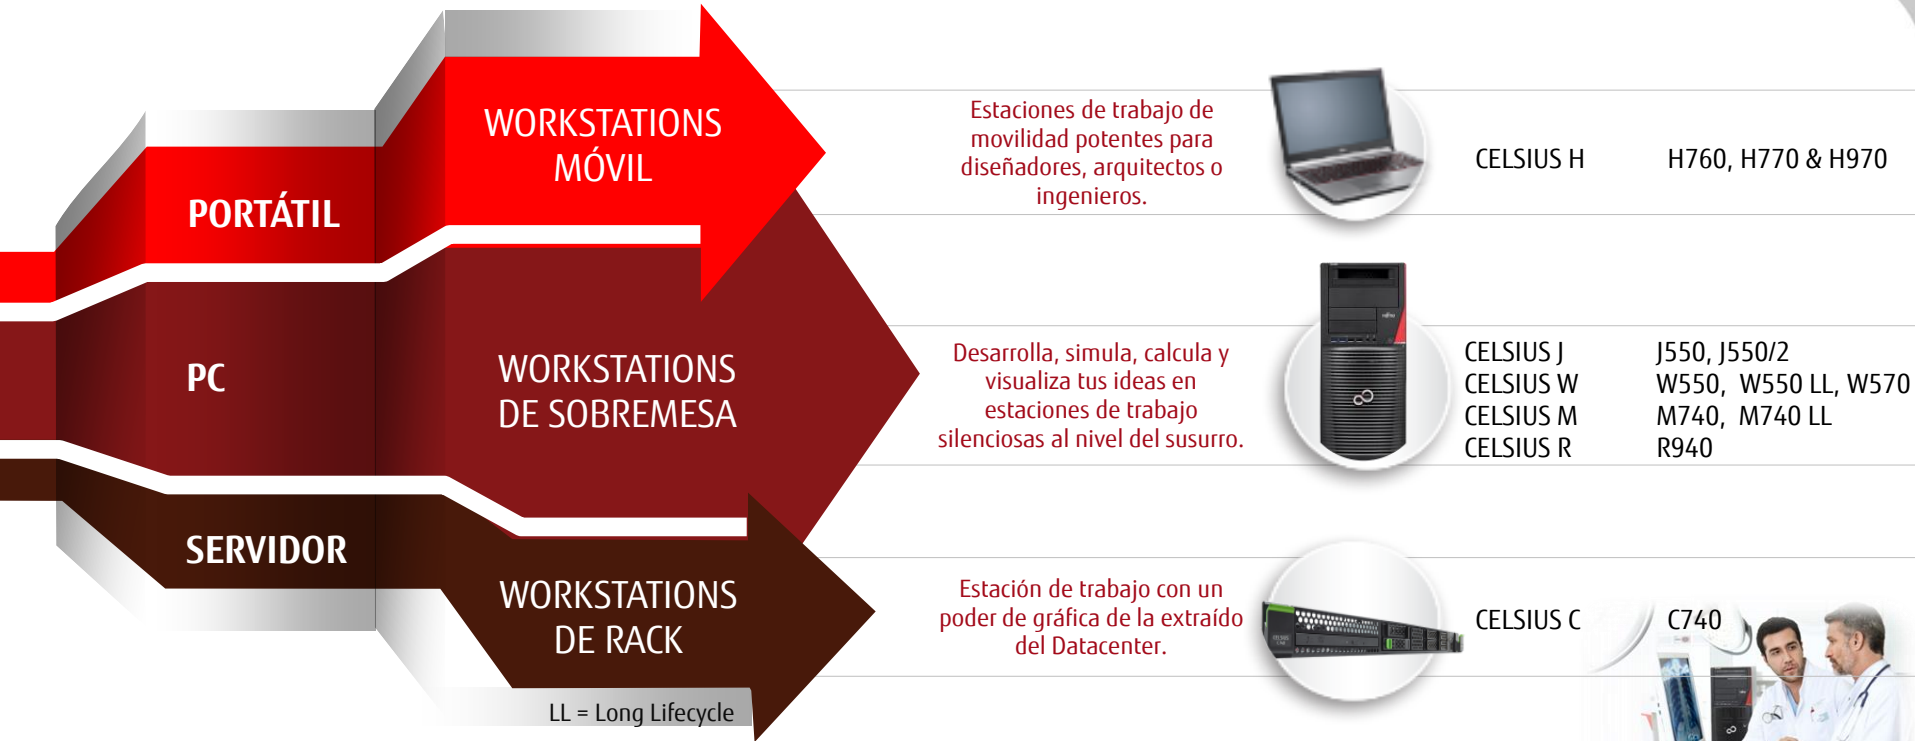 WORKSTATIONS
MÓVIL
PORTÁTIL
Estaciones de trabajo de
movilidad potentes para
diseñadores, arquitectos o
ingenieros.
CELSIUS H H760, H770 & H970
PC
WORKSTATIONS
DE SOBREMESA
Desarrolla, simula, calcula y
visualiza tus ideas en
estaciones de trabajo
silenciosas al nivel del susurro.
CELSIUS J J550, J550/2
CELSIUS W W550, W550 LL, W570
CELSIUS M M740, M740 LL
CELSIUS R R940
SERVIDOR
WORKSTATIONS
DE RACK
Estación de trabajo con un
poder de gráfica de la extraído
del Datacenter.
CELSIUS C C740
LL = Long Lifecycle